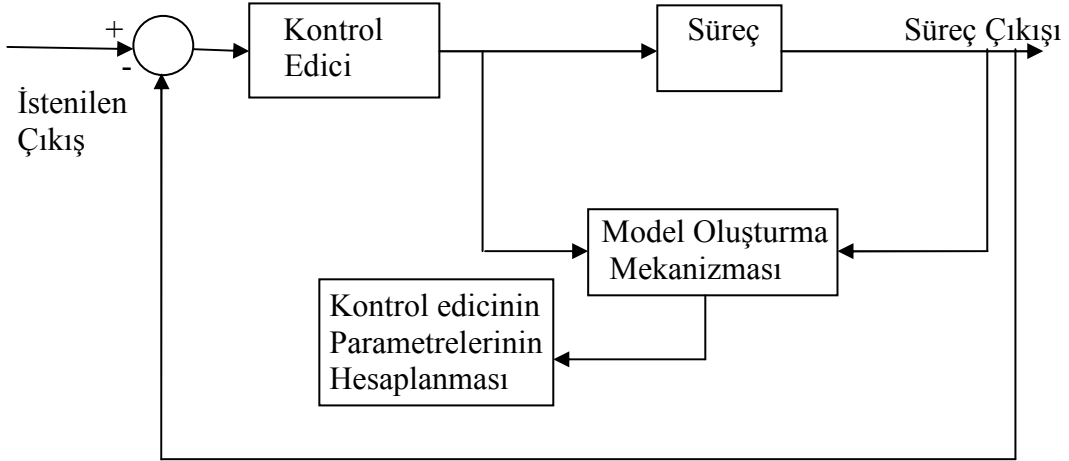 +
-
İstenilen
Çıkış
Kontrol
Edici
Süreç
Süreç Çıkışı
Model Oluşturma
Mekanizması
Kontrol edicinin
Parametrelerinin
Hesaplanması